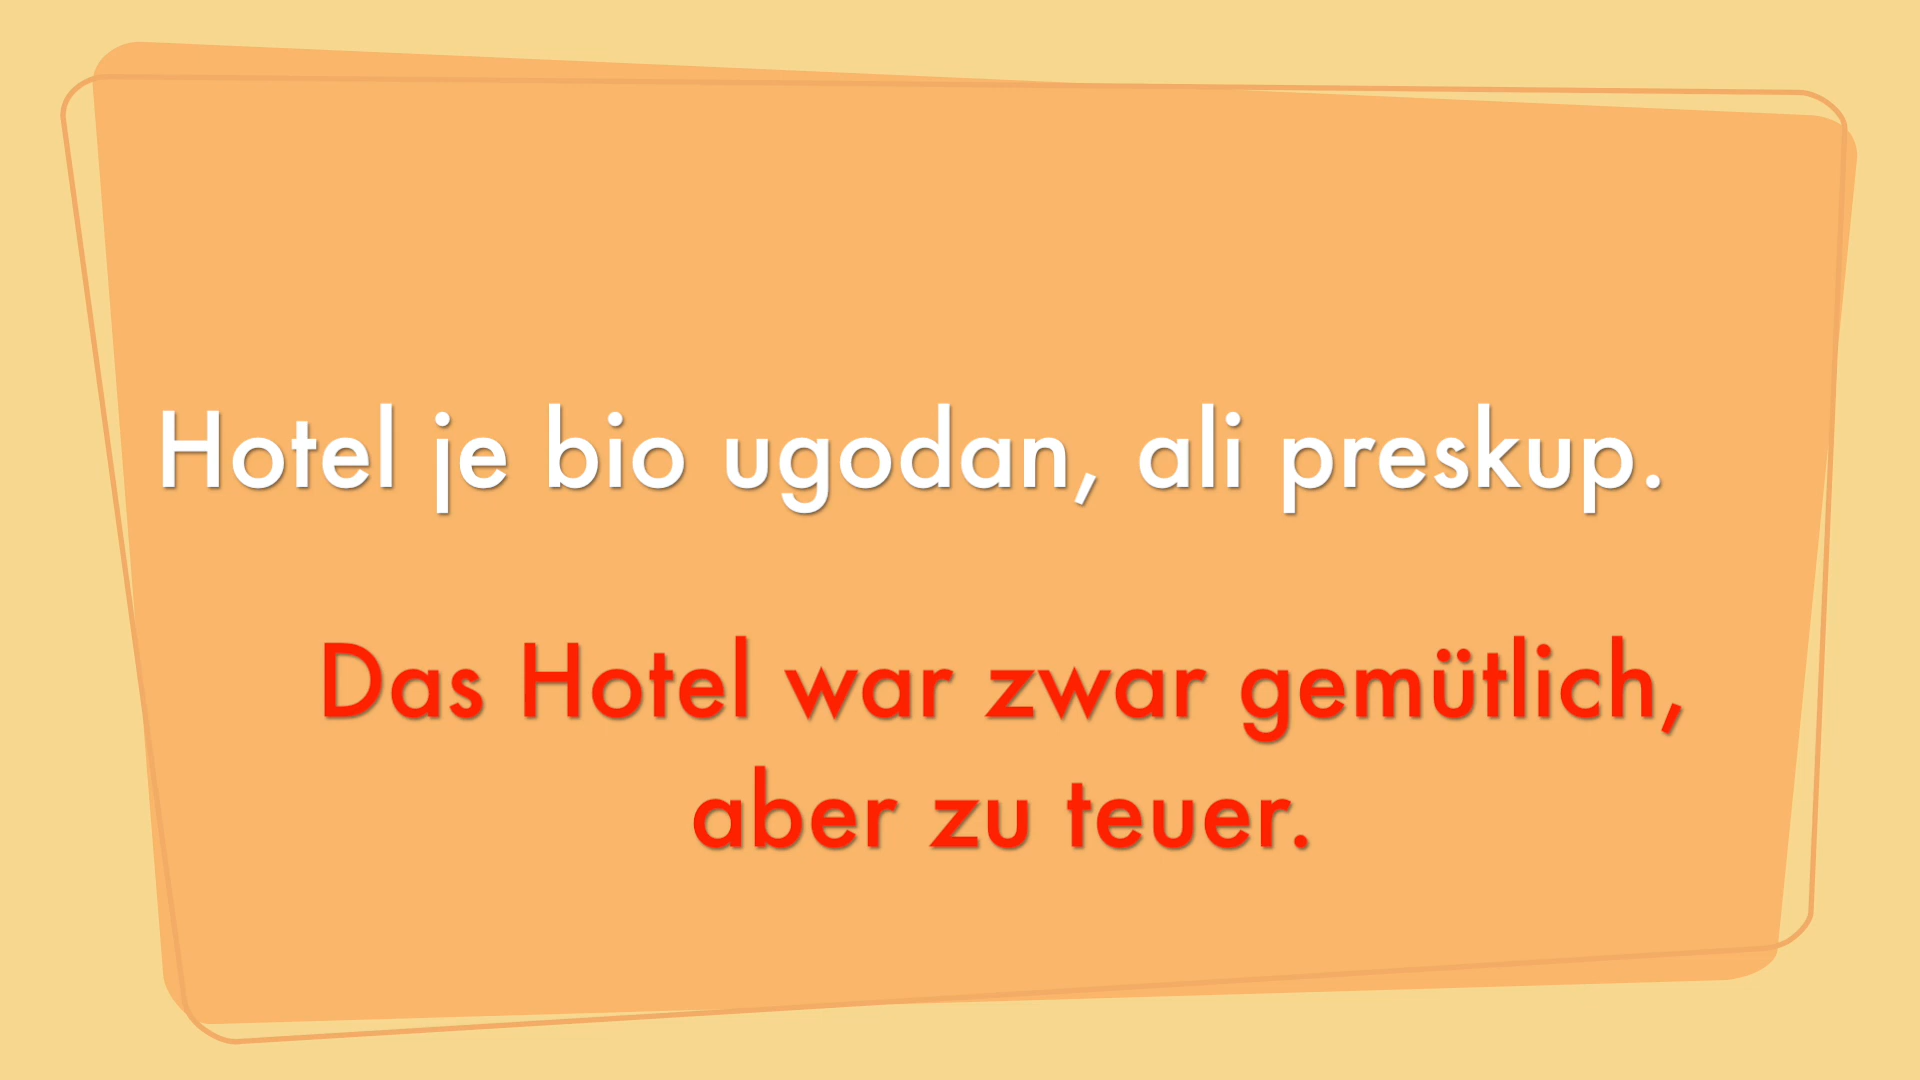 Hotel je bio ugodan, ali preskup.
Das Hotel war zwar gemütlich,
aber zu teuer.